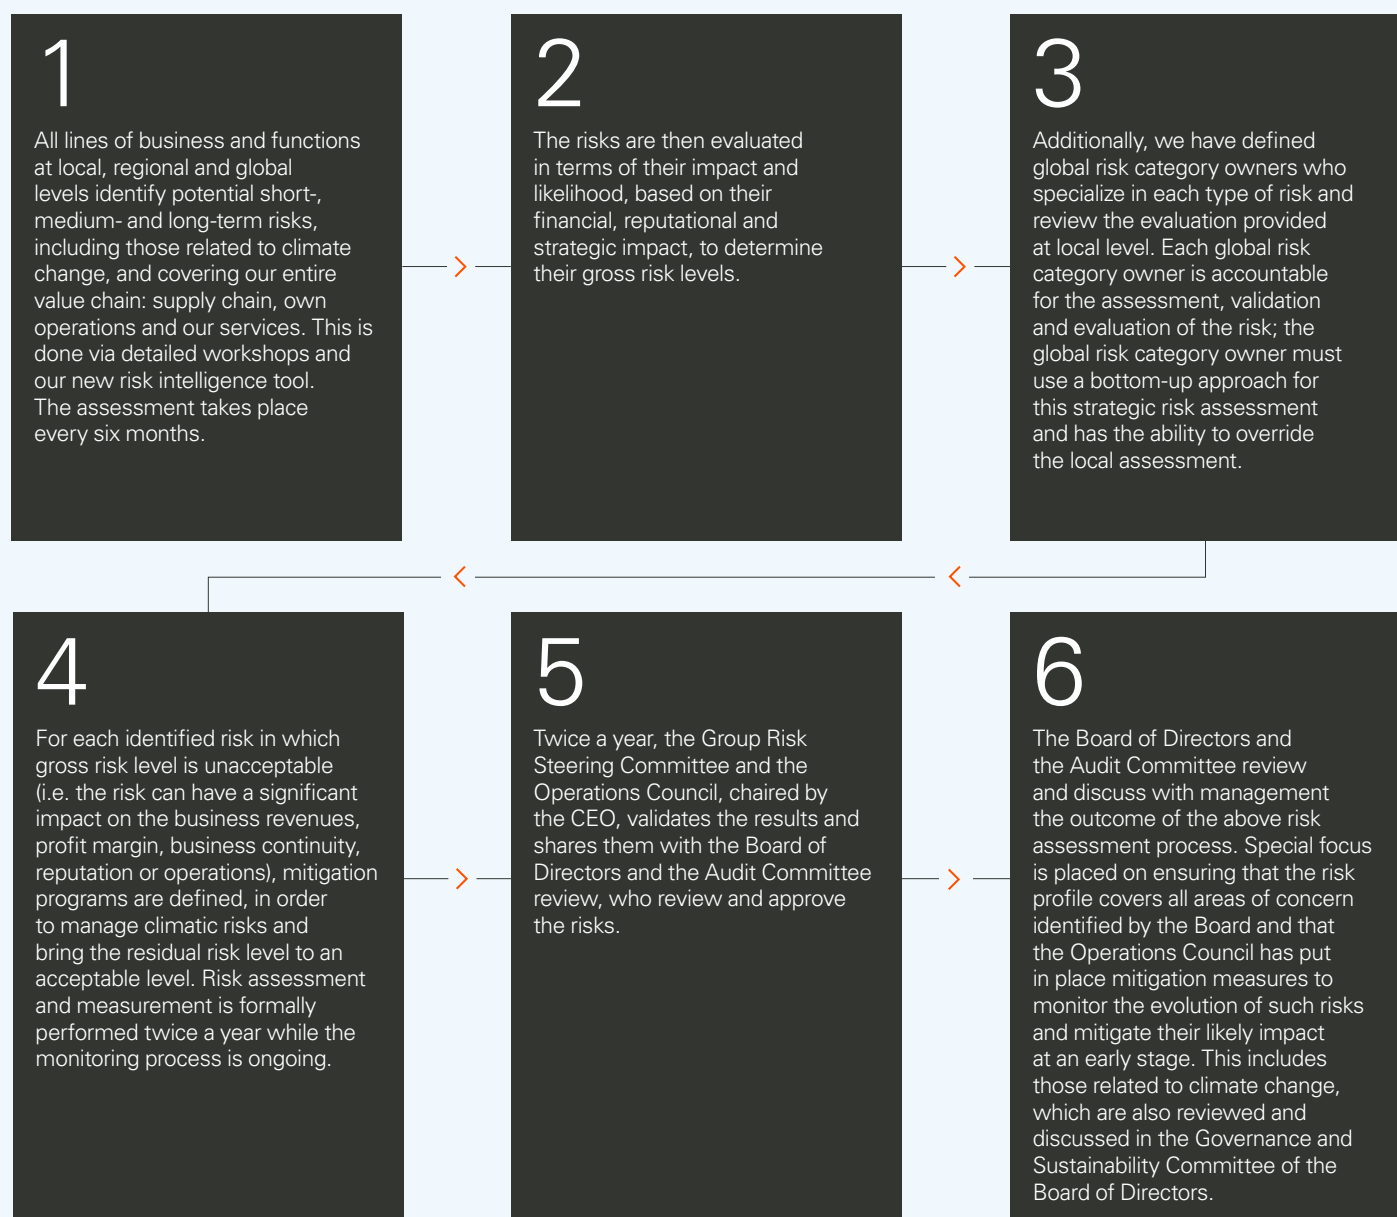 1
All lines of business and functions
at local, regional and global
levels identify potential short-,
medium- and long-term risks,
including those related to climate
change, and covering our entire
value chain: supply chain, own
operations and our services. This is
done via detailed workshops and
our new risk intelligence tool.
The assessment takes place
every six months.
2
The risks are then evaluated
in terms of their impact and
likelihood, based on their
financial, reputational and
strategic impact, to determine
their gross risk levels.
3
Additionally, we have defined
global risk category owners who
specialize in each type of risk and
review the evaluation provided
at local level. Each global risk
category owner is accountable
for the assessment, validation
and evaluation of the risk; the
global risk category owner must
use a bottom-up approach for
this strategic risk assessment
and has the ability to override
the local assessment.
4
For each identified risk in which
gross risk level is unacceptable
(i.e. the risk can have a significant
impact on the business revenues,
profit margin, business continuity,
reputation or operations), mitigation
programs are defined, in order
to manage climatic risks and
bring the residual risk level to an
acceptable level. Risk assessment
and measurement is formally
performed twice a year while the
monitoring process is ongoing.
5
Twice a year, the Group Risk
Steering Committee and the
Operations Council, chaired by
the CEO, validates the results and
shares them with the Board of
Directors and the Audit Committee
review, who review and approve
the risks.
6
The Board of Directors and
the Audit Committee review
and discuss with management
the outcome of the above risk
assessment process. Special focus
is placed on ensuring that the risk
profile covers all areas of concern
identified by the Board and that
the Operations Council has put
in place mitigation measures to
monitor the evolution of such risks
and mitigate their likely impact
at an early stage. This includes
those related to climate change,
which are also reviewed and
discussed in the Governance and
Sustainability Committee of the
Board of Directors.